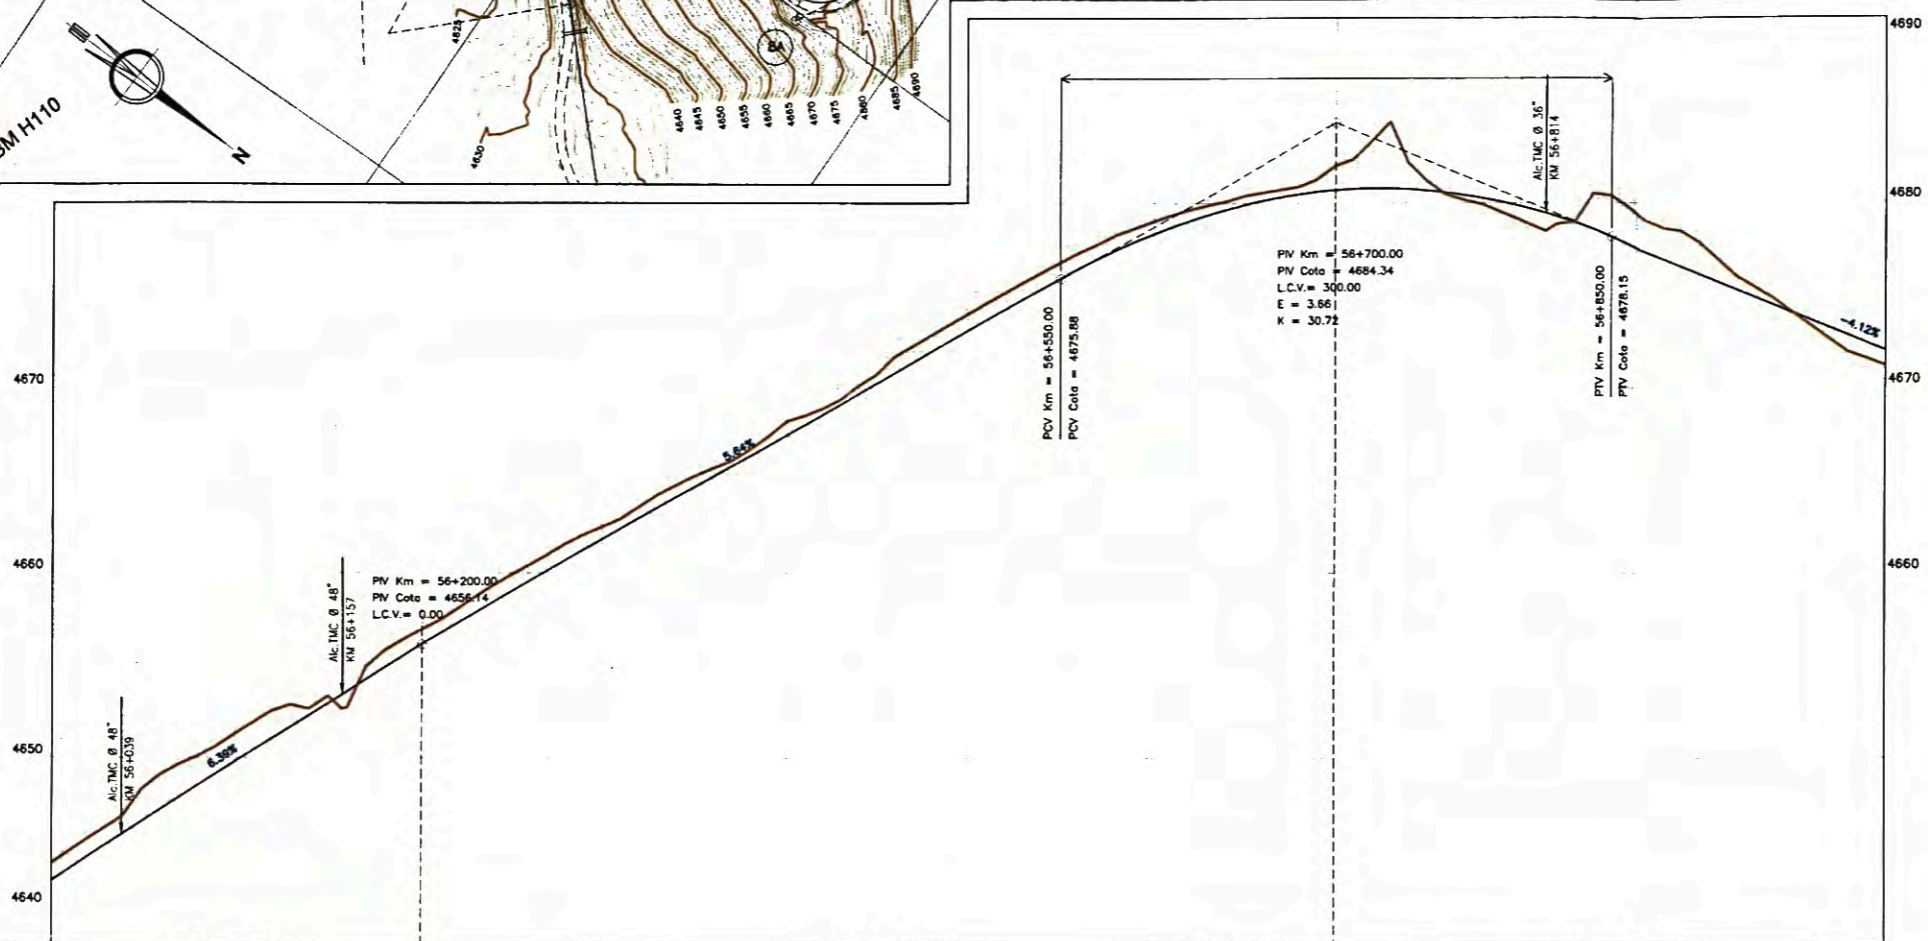 BM H110
N
4625
4630
8A
4640
4645
4650
4655
4660
4665
4670
4675
4680
4685
4690
4690
4680
4670
4660
4670
4660
4650
4640
Alc.TMC Ø 48"
KM 56+039
6.39%
Alc.TMC Ø 48"
KM 56+157
PIV Km = 56+200.00
PIV Cota = 4656.14
L.C.V.= 0.00
5.64%
PCV Km = 56+550.00
PCV Cota = 4675.88
PIV Km = 56+700.00
PIV Cota = 4684.34
L.C.V.= 300.00
E = 3.66
K = 30.72
Alc.TMC Ø 36"
KM 56+814
PTV Km = 56+850.00
PTV Cota = 4678.15
-4.12%